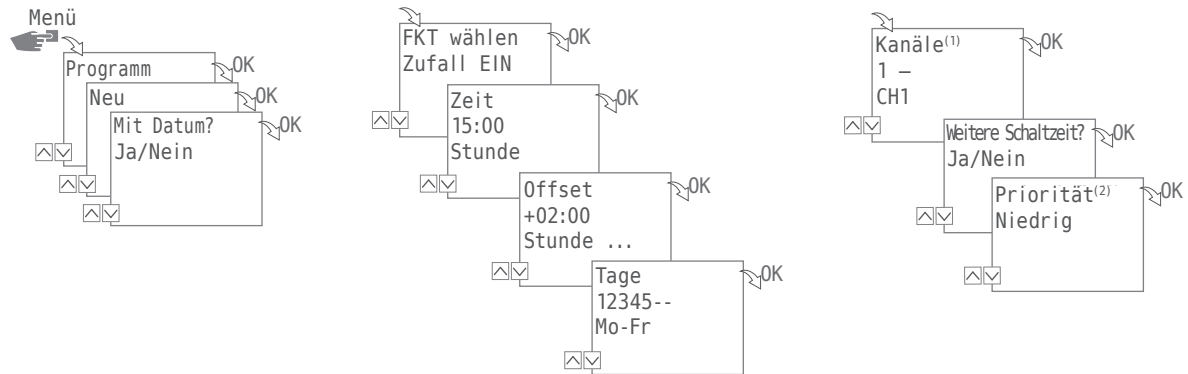 Menü
Programm
OK
Neu
OK
Mit Datum?
OK
Ja/Nein
FKT wählen
OK
Zufall EIN
Zeit
OK
15:00
Stunde
Offset
OK
+02:00
Stunde ...
Tage
OK
12345--
Mo-Fr
Kanäle(1)
OK
1 –
CH1
Weitere Schaltzeit?
OK
Ja/Nein
Priorität(2)
OK
Niedrig